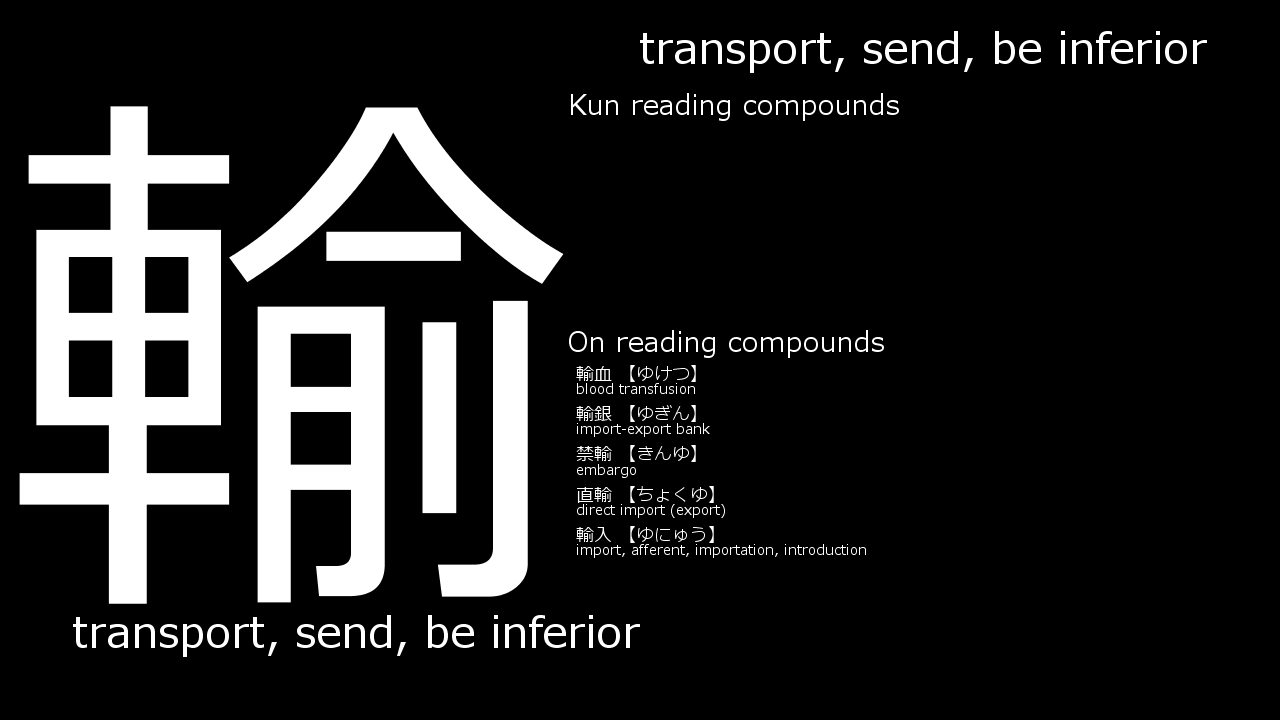 transport, send, be inferior
Kun reading compounds
輸
On reading compounds
輸血 【ゆけつ】
blood transfusion
輸銀 【ゆぎん】
import-export bank
禁輸 【きんゆ】
embargo
直輸 【ちょくゆ】
direct import (export)
輸入 【ゆにゅう】
import, afferent, importation, introduction
transport, send, be inferior